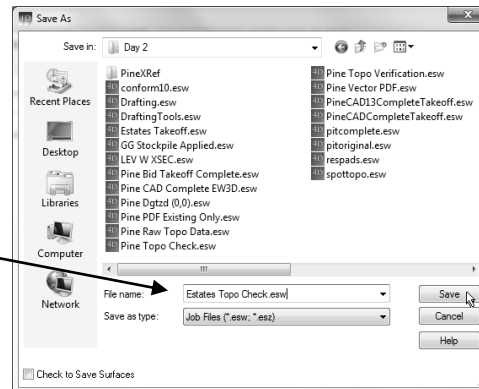 Save As
Save in:
Day 2
Recent Places
Desktop
Libraries
Computer
Network
PineXRef
conform10.esw
Drafting.esw
DraftingTools.esw
Estates Takeoff.esw
GG Stockpile Applied.esw
LEV W XSEC.esw
Pine Bid Takeoff Complete.esw
Pine CAD Complete EW3D.esw
Pine Dgtzd (0,0).esw
Pine PDF Existing Only.esw
Pine Raw Topo Data.esw
Pine Topo Check.esw
Pine Topo Verification.esw
Pine Vector PDF.esw
PineCAD13CompleteTakeoff.esw
PineCADCompleteTakeoff.esw
pitcomplete.esw
pitoriginal.esw
respads.esw
spottopo.esw
File name:
Estates Topo Check.esw
Save
Save as type:
Job Files (*.esw; *.esz)
Cancel
Help
Check to Save Surfaces